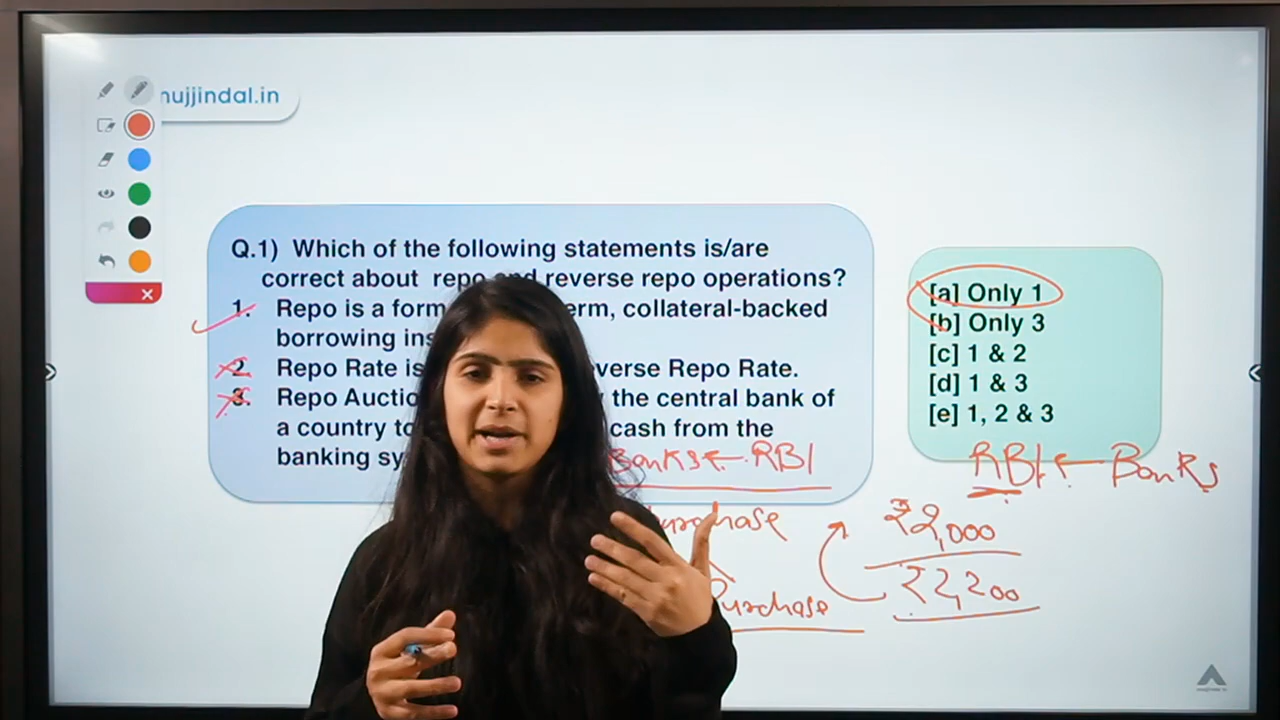 nujjindal.in
Q.1) Which of the following statements is/are
correct about repo and reverse repo operations?
1. Repo is a form erm, collateral-backed
borrowing ins
2. Repo Rate is everse Repo Rate.
3. Repo Auctio the central bank of
a country to cash from the
banking sy
[a] Only 1
[b] Only 3
[c] 1 & 2
[d] 1 & 3
[e] 1, 2 & 3
Banks ← RBI
RBI ← Banks
urchase
₹2,000
urchase
₹2,200